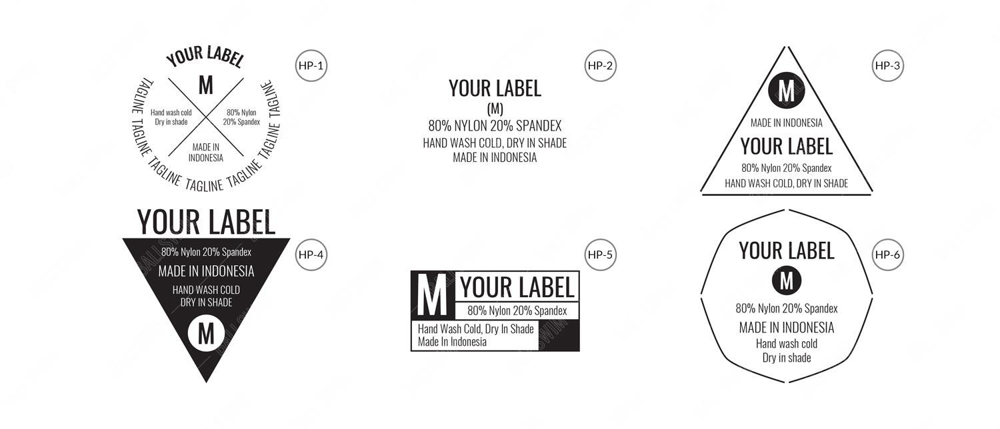 YOUR LABEL
HP-1
M
Hand wash cold
Dry in shade
80% Nylon
20% Spandex
MADE IN
INDONESIA
TAGLINE TAGLINE TAGLINE TAGLINE TAGLINE TAGLINE TAGLINE
HP-2
YOUR LABEL
(M)
80% NYLON 20% SPANDEX
HAND WASH COLD, DRY IN SHADE
MADE IN INDONESIA
HP-3
M
MADE IN INDONESIA
YOUR LABEL
80% Nylon 20% Spandex
HAND WASH COLD, DRY IN SHADE
YOUR LABEL
HP-4
80% Nylon 20% Spandex
MADE IN INDONESIA
HAND WASH COLD
DRY IN SHADE
M
HP-5
M
YOUR LABEL
80% Nylon 20% Spandex
Hand Wash Cold, Dry In Shade
Made In Indonesia
HP-6
YOUR LABEL
M
80% Nylon 20% Spandex
MADE IN INDONESIA
Hand wash cold
Dry in shade